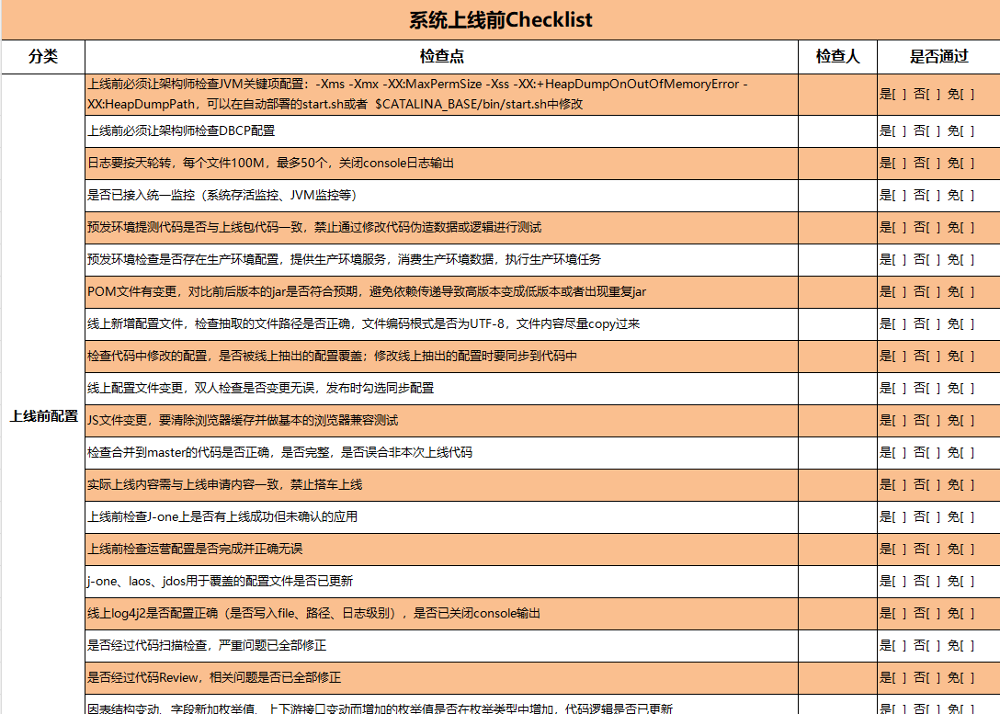 系统上线前Checklist
分类 检查点 检查人 是否通过
上线前必须让架构师检查JVM关键项配置：-Xms -Xmx -XX:MaxPermSize -Xss -XX:+HeapDumpOnOutOfMemoryError -
XX:HeapDumpPath，可以在自动部署的start.sh或者 $CATALINA_BASE/bin/start.sh中修改 是[ ] 否[ ] 免[ ]
上线前必须让架构师检查DBCP配置 是[ ] 否[ ] 免[ ]
日志要按天轮转，每个文件100M，最多50个，关闭console日志输出 是[ ] 否[ ] 免[ ]
是否已接入统一监控（系统存活监控、JVM监控等） 是[ ] 否[ ] 免[ ]
预发环境提测代码是否与上线包代码一致，禁止通过修改代码伪造数据或逻辑进行测试 是[ ] 否[ ] 免[ ]
预发环境检查是否存在生产环境配置，提供生产环境服务，消费生产环境数据，执行生产环境任务 是[ ] 否[ ] 免[ ]
POM文件有变更，对比前后版本的jar是否符合预期，避免依赖传递导致高版本变成低版本或者出现重复jar 是[ ] 否[ ] 免[ ]
线上新增配置文件，检查抽取的文件路径是否正确，文件编码根式是否为UTF-8，文件内容尽量copy过来 是[ ] 否[ ] 免[ ]
检查代码中修改的配置，是否被线上抽出的配置覆盖；修改线上抽出的配置时要同步到代码中 是[ ] 否[ ] 免[ ]
线上配置文件变更，双人检查是否变更无误，发布时勾选同步配置 是[ ] 否[ ] 免[ ]
上线前配置 JS文件变更，要清除浏览器缓存并做基本的浏览器兼容测试 是[ ] 否[ ] 免[ ]
检查合并到master的代码是否正确，是否完整，是否误合非本次上线代码 是[ ] 否[ ] 免[ ]
实际上线内容需与上线申请内容一致，禁止搭车上线 是[ ] 否[ ] 免[ ]
上线前检查J-one上是否有上线成功但未确认的应用 是[ ] 否[ ] 免[ ]
上线前检查运营配置是否完成并正确无误 是[ ] 否[ ] 免[ ]
j-one、laos、jdos用于覆盖的配置文件是否已更新 是[ ] 否[ ] 免[ ]
线上log4j2是否配置正确（是否写入file、路径、日志级别），是否已关闭console输出 是[ ] 否[ ] 免[ ]
是否经过代码扫描检查，严重问题已全部修正 是[ ] 否[ ] 免[ ]
是否经过代码Review，相关问题是否已全部修正 是[ ] 否[ ] 免[ ]
因表结构变动、字段新加枚举值、上下游接口变动而增加的枚举值是否在枚举类型中增加，代码逻辑是否已更新 是[ ] 否[ ] 免[ ]